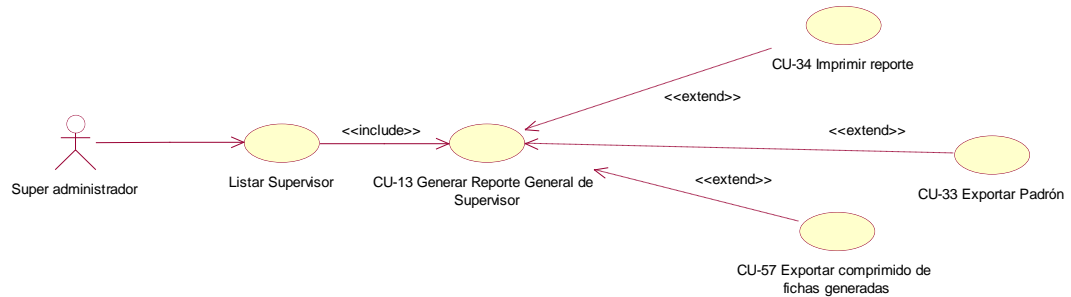 CU-34 Imprimir reporte
<<extend>>
<<include>>
<<extend>>
Super administrador
Listar Supervisor
CU-13 Generar Reporte General de
Supervisor
<<extend>>
CU-33 Exportar Padrón
CU-57 Exportar comprimido de
fichas generadas